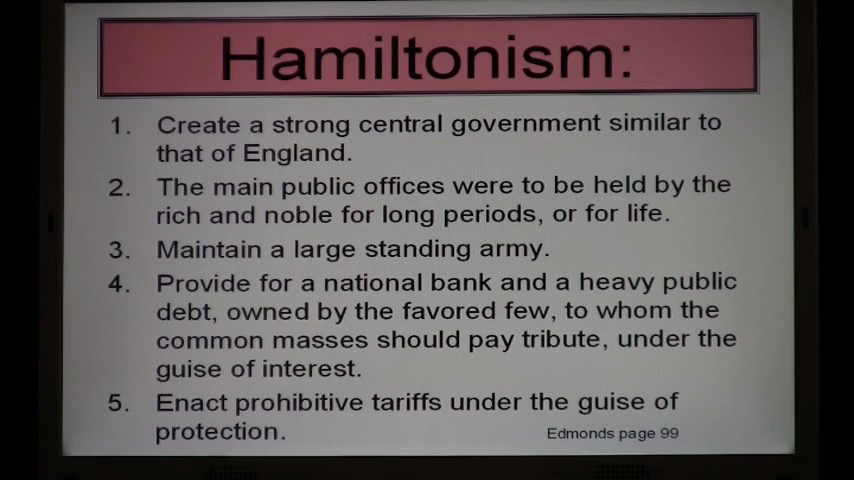 Hamiltonism:
1. Create a strong central government similar to
that of England.
2. The main public offices were to be held by the
rich and noble for long periods, or for life.
3. Maintain a large standing army.
4. Provide for a national bank and a heavy public
debt, owned by the favored few, to whom the
common masses should pay tribute, under the
guise of interest.
5. Enact prohibitive tariffs under the guise of
protection.
Edmonds page 99